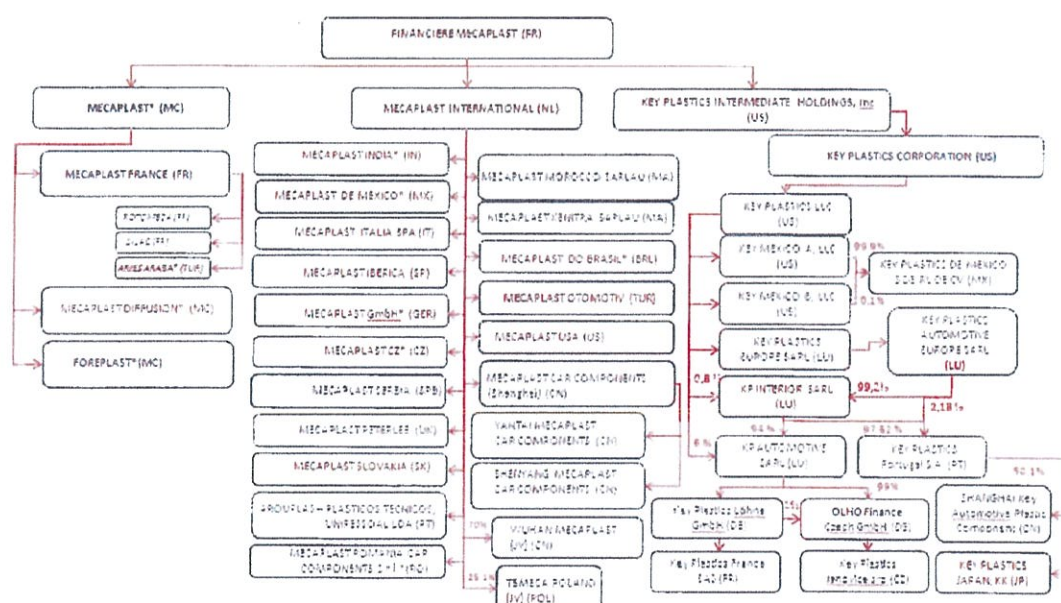 FINANCIERE MECAPLAST (FR)
MECAPLAST* (MC)
MECAPLAST INTERNATIONAL (NL)
KEY PLASTICS INTERMEDIATE HOLDINGS, Inc
(US)
MECAPLAST FRANCE (FR)
MECAPLAST DIFFUSION* (MC)
FOREPLAST* (MC)
MECAPLAST INDIA* (IN)
MECAPLAST DE MEXICO* (MX)
MECAPLAST ITALIA SPA (IT)
MECAPLAST IBERICA (SP)
MECAPLAST GmbH* (GER)
MECAPLAST CZ* (CZ)
MECAPLAST SERBIA (SRB)
MECAPLAST PETERLEE (UK)
MECAPLAST SLOVAKIA (SK)
PLASTICOS TECNICOS,
UNIPESSOAL LDA (PT)
MECAPLAST ROMANIA CAR
COMPONENTS
MECAPLAST MOROCCO SARLAU (MA)
MECAPLAST KENITRA SARLAU (MA)
MECAPLAST DO BRASIL* (BRL)
MECAPLAST OTOMOTIV (TUR)
MECAPLAST USA (US)
MECAPLAST CAR COMPONENTS
(Shanghai) (CN)
YANTAI MECAPLAST
CAR COMPONENTS (CN)
SHENYANG MECAPLAST
CAR COMPONENTS (CN)
70%
WUHAN MECAPLAST
(JV) (CN)
TSMECA POLAND
(JV) (POL)
KEY PLASTICS CORPORATION (US)
KEY PLASTICS LLC
(US)
KEY MEXICO A, LLC
(US)
99.9%
KEY PLASTICS DE MEXICO
S DE RL DE CV (MX)
KEY MEXICO B, LLC
(US)
0,1%
KEY PLASTICS
EUROPE SARL (LU)
KEY PLASTICS
AUTOMOTIVE
EUROPE SARL
(LU)
KP INTERIOR SARL
(LU)
99,2%
2,18%
94%
97.82%
6%
KP AUTOMOTIVE
SARL (LU)
KEY PLASTICS
Portugal S.A. (PT)
50.1%
99%
Key Plastics Löhne
GmbH (DE)
OLHO Finance
Czech GmbH (DE)
SHANGHAI Key
Automotive Plastic
Component (CN)
Key Plastics France
SAS (FR)
Key Plastics
KEY PLASTICS
JAPAN, KK (JP)